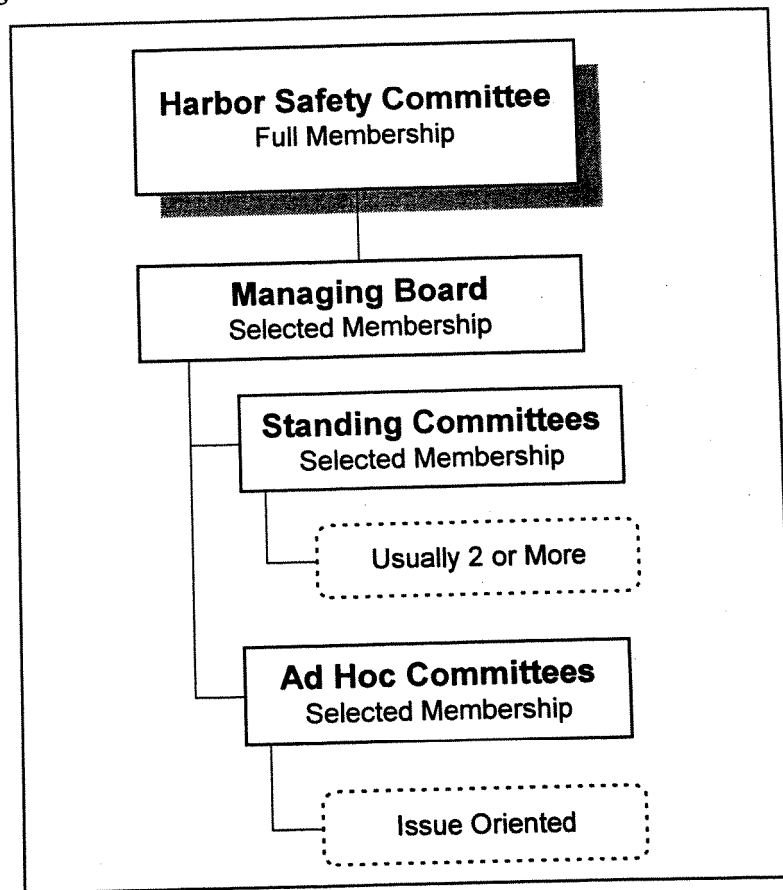 Harbor Safety Committee
Full Membership
Managing Board
Selected Membership
Standing Committees
Selected Membership
Usually 2 or More
Ad Hoc Committees
Selected Membership
Issue Oriented